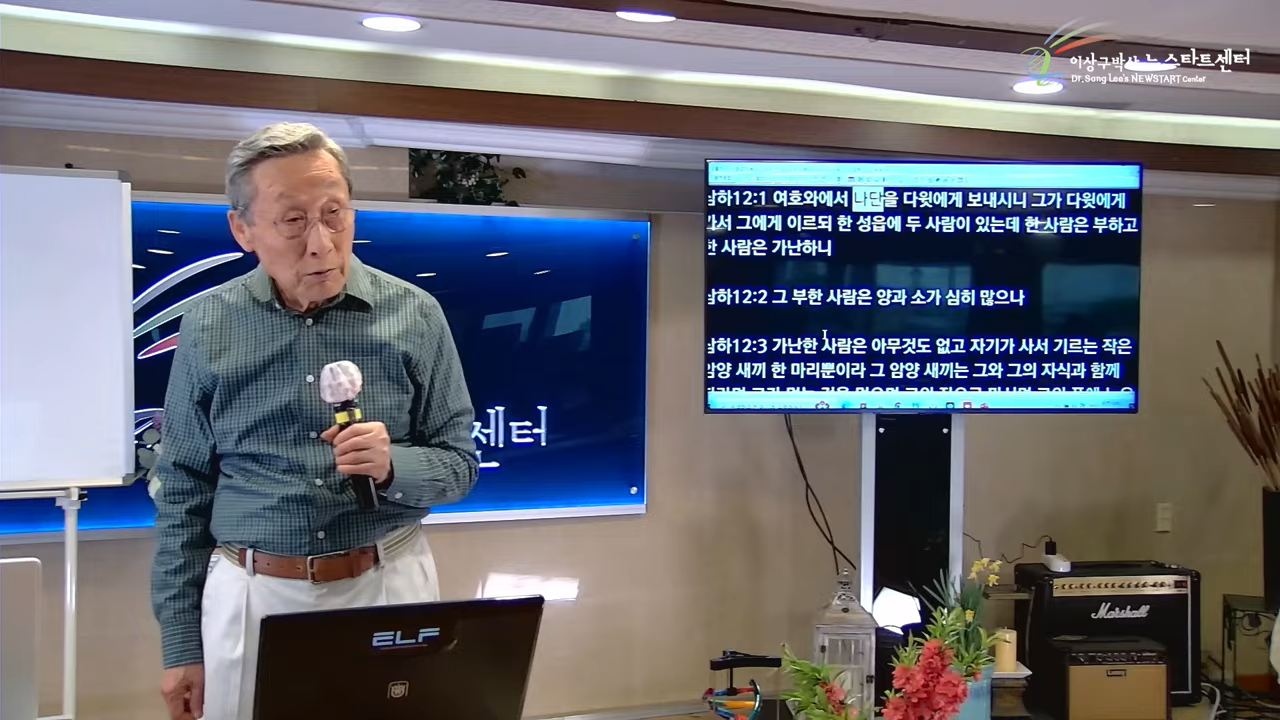 이상구박사 뉴스타트센터
Dr. Sang Lee's NEWSTART Center
삼하12:1 여호와에서 나단을 다윗에게 보내시니 그가 다윗에게
가서 그에게 이르되 한 성읍에 두 사람이 있는데 한 사람은 부하고
한 사람은 가난하니
삼하12:2 그 부한 사람은 양과 소가 심히 많으나
삼하12:3 가난한 사람은 아무것도 없고 자기가 사서 기르는 작은
암양 새끼 한 마리뿐이라 그 암양 새끼는 그와 그의 자식과 함께
센터
ELF
Marshall